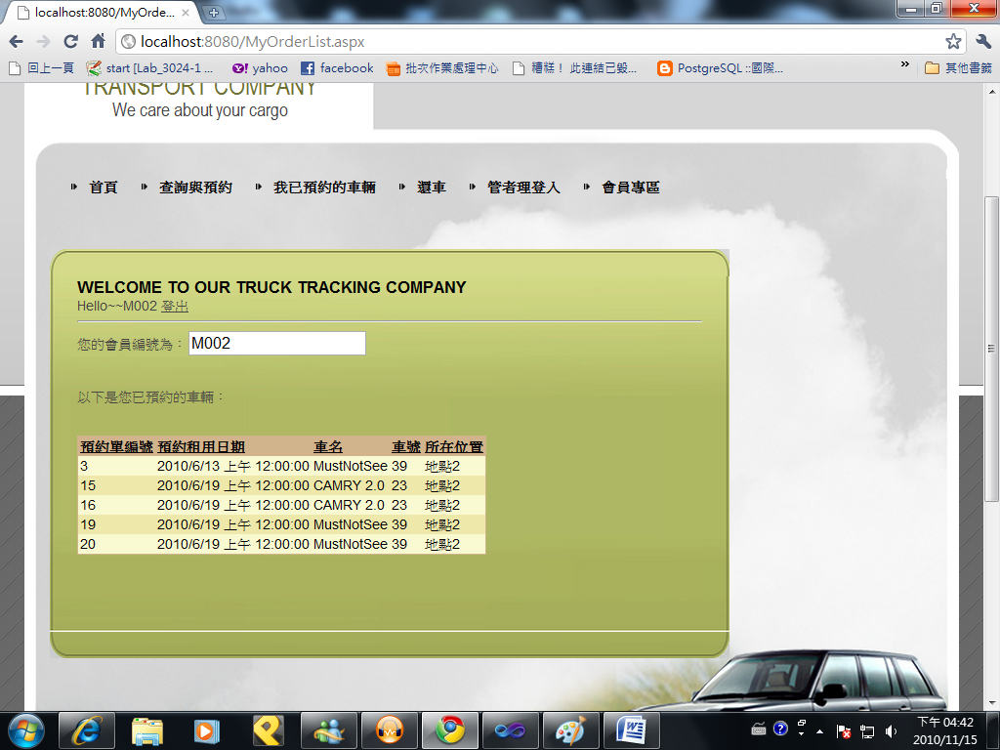 localhost:8080/MyOrde...
localhost:8080/MyOrderList.aspx
回上一頁 start [Lab_3024-1 ... yahoo facebook 批次作業處理中心 糟糕！ 此連結已毀... PostgreSQL ::國際... » 其他書籤
TRANSPORT COMPANY
We care about your cargo
首頁 查詢與預約 我已預約的車輛 還車 管者理登入 會員專區
WELCOME TO OUR TRUCK TRACKING COMPANY
Hello~~M002 登出
您的會員編號為： M002
以下是您已預約的車輛：
預約單編號 預約租用日期 車名 車號 所在位置
3 2010/6/13 上午 12:00:00 MustNotSee 39 地點2
15 2010/6/19 上午 12:00:00 CAMRY 2.0 23 地點2
16 2010/6/19 上午 12:00:00 CAMRY 2.0 23 地點2
19 2010/6/19 上午 12:00:00 MustNotSee 39 地點2
20 2010/6/19 上午 12:00:00 MustNotSee 39 地點2
下午 04:42
2010/11/15